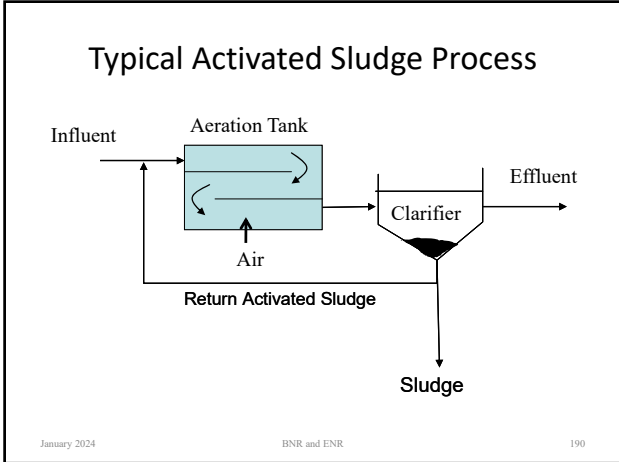 Typical Activated Sludge Process
Aeration Tank
Influent
Effluent
Clarifier
Air
Return Activated Sludge
Sludge
January 2024
BNR and ENR
190